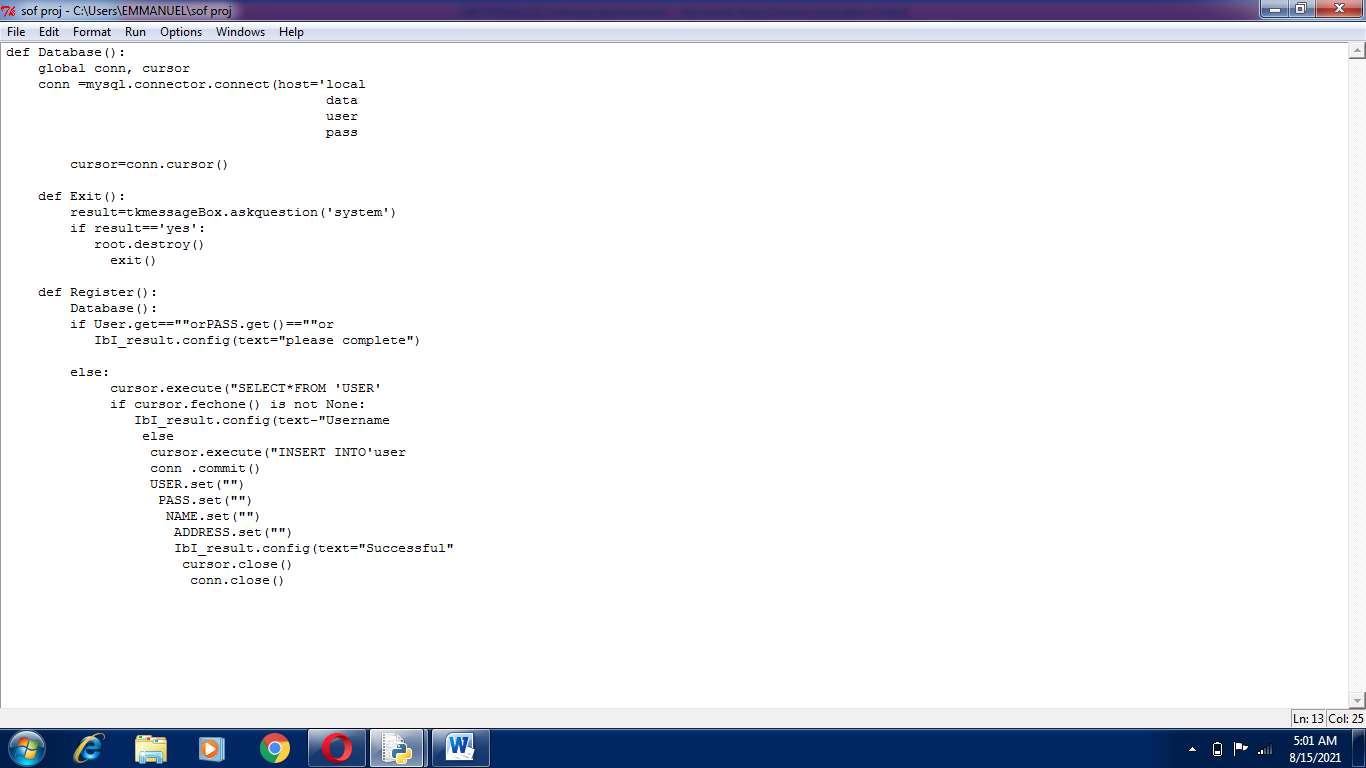 sof proj - C:\Users\EMMANUEL\sof proj
File Edit Format Run Options Windows Help
def Database():
    global conn, cursor
    conn =mysql.connector.connect(host='local
                                        data
                                        user
                                        pass
        cursor=conn.cursor()
    def Exit():
        result=tkmessageBox.askquestion('system')
        if result=='yes':
           root.destroy()
             exit()
    def Register():
        Database():
        if User.get==""orPASS.get()==""or
           IbI_result.config(text="please complete")
        else:
             cursor.execute("SELECT*FROM 'USER'
             if cursor.fechone() is not None:
                IbI_result.config(text-"Username
                 else
                  cursor.execute("INSERT INTO'user
                  conn .commit()
                  USER.set("")
                   PASS.set("")
                    NAME.set("")
                     ADDRESS.set("")
                     IbI_result.config(text="Successful"
                      cursor.close()
                       conn.close()
Ln: 13 Col: 25
5:01 AM
8/15/2021